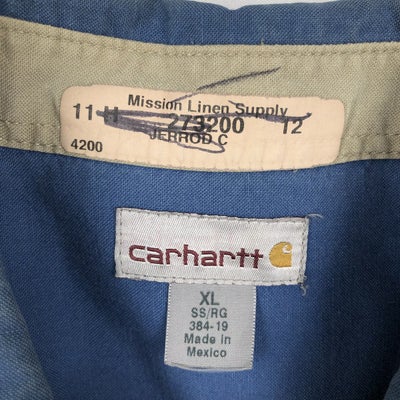 Mission Linen Supply
11 H 273200 12
JERROD C
4200
carhartt
XL
SS/RG
384-19
Made in
Mexico